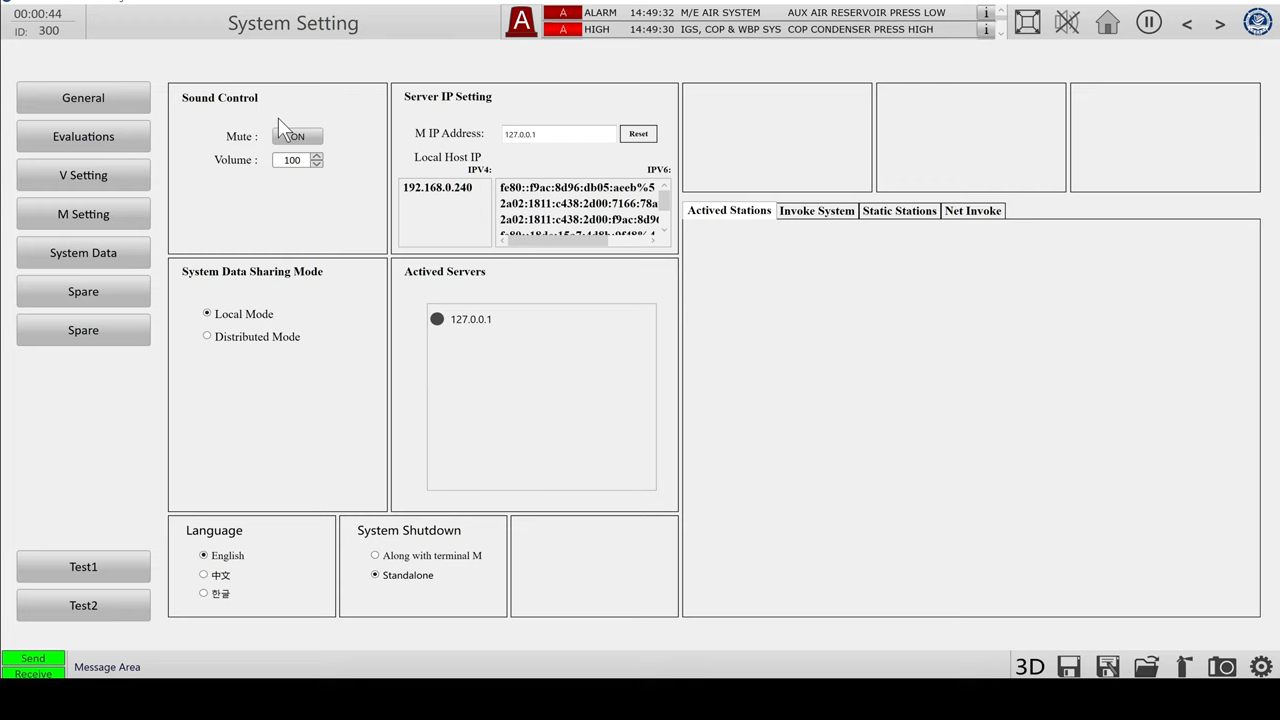 00:00:44
ID: 300
System Setting
A
A ALARM 14:49:32 M/E AIR SYSTEM AUX AIR RESERVOIR PRESS LOW i
A HIGH 14:49:30 IGS, COP & WBP SYS COP CONDENSER PRESS HIGH i
General
Evaluations
V Setting
M Setting
System Data
Spare
Spare
Test1
Test2
Sound Control
Mute : ON
Volume : 100
Server IP Setting
M IP Address: 127.0.0.1 Reset
Local Host IP
IPV4: IPV6:
192.168.0.240
fe80::f9ac:8d96:db05:aeeb%5
2a02:1811:c438:2d00:7166:78a
2a02:1811:c438:2d00:f9ac:8d96
System Data Sharing Mode
Local Mode
Distributed Mode
Actived Servers
127.0.0.1
Language
English
中文
한글
System Shutdown
Along with terminal M
Standalone
Actived Stations Invoke System Static Stations Net Invoke
Send
Receive
Message Area
3D